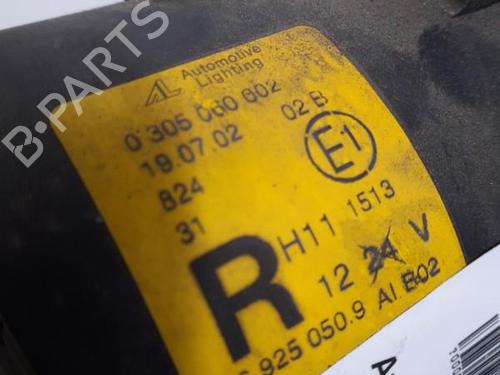 B-PARTS
AL Automotive
Lighting
0 305 060 602
19.07.02
02 B
824
31
E1
R
H11 1513
12 24 V
925 050.9 AI B02